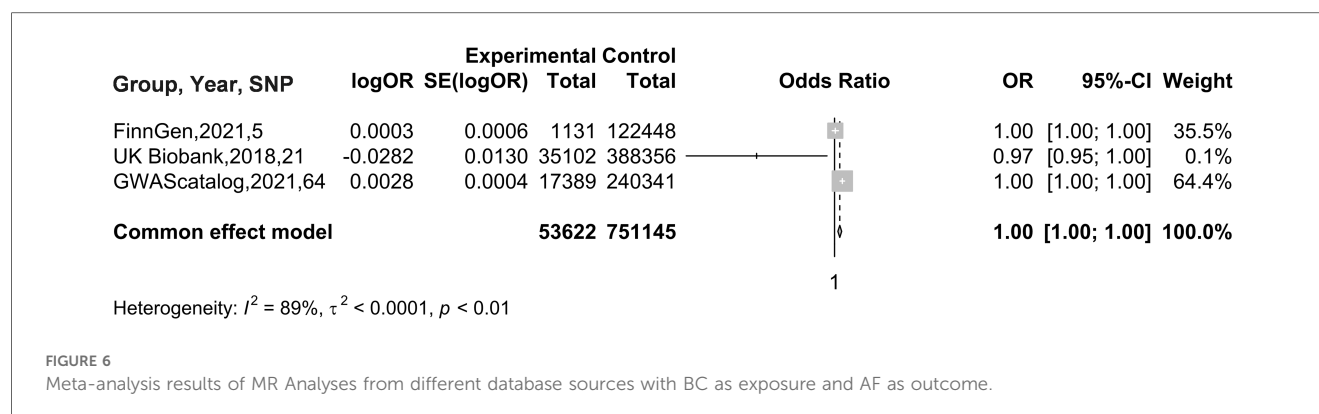 Experimental Control
Group, Year, SNP logOR SE(logOR) Total Total Odds Ratio OR 95%-CI Weight
FinnGen,2021,5 0.0003 0.0006 1131 122448 1.00 [1.00; 1.00] 35.5%
UK Biobank,2018,21 -0.0282 0.0130 35102 388356 0.97 [0.95; 1.00] 0.1%
GWAScatalog,2021,64 0.0028 0.0004 17389 240341 1.00 [1.00; 1.00] 64.4%
Common effect model 53622 751145 1.00 [1.00; 1.00] 100.0%
1
Heterogeneity: I² = 89%, τ² < 0.0001, p < 0.01
FIGURE 6
Meta-analysis results of MR Analyses from different database sources with BC as exposure and AF as outcome.